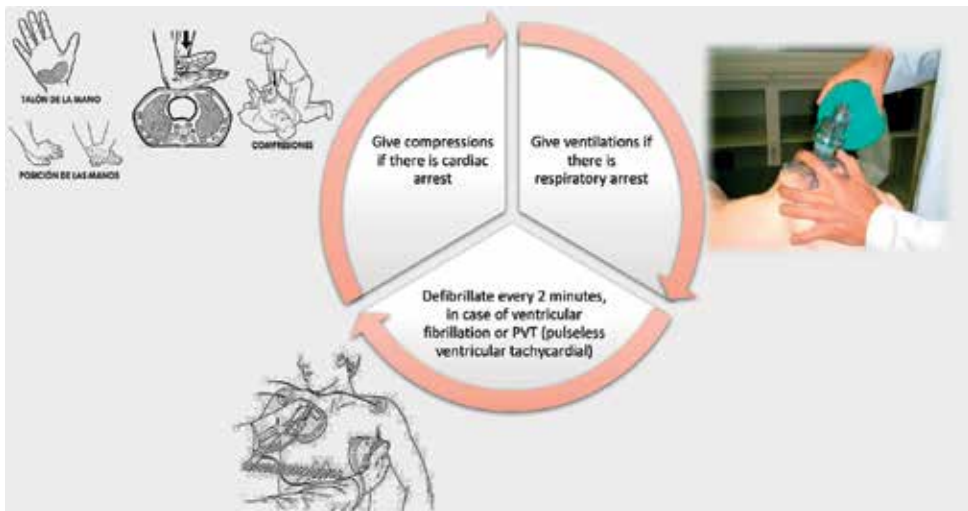 TALÓN DE LA MANO
POSICIÓN DE LAS MANOS
COMPRESIONES
Give compressions
if there is cardiac
arrest
Give ventilations if
there is
respiratory arrest
Defibrillate every 2 minutes,
in case of ventricular
fibrillation or PVT (pulseless
ventricular tachycardial)